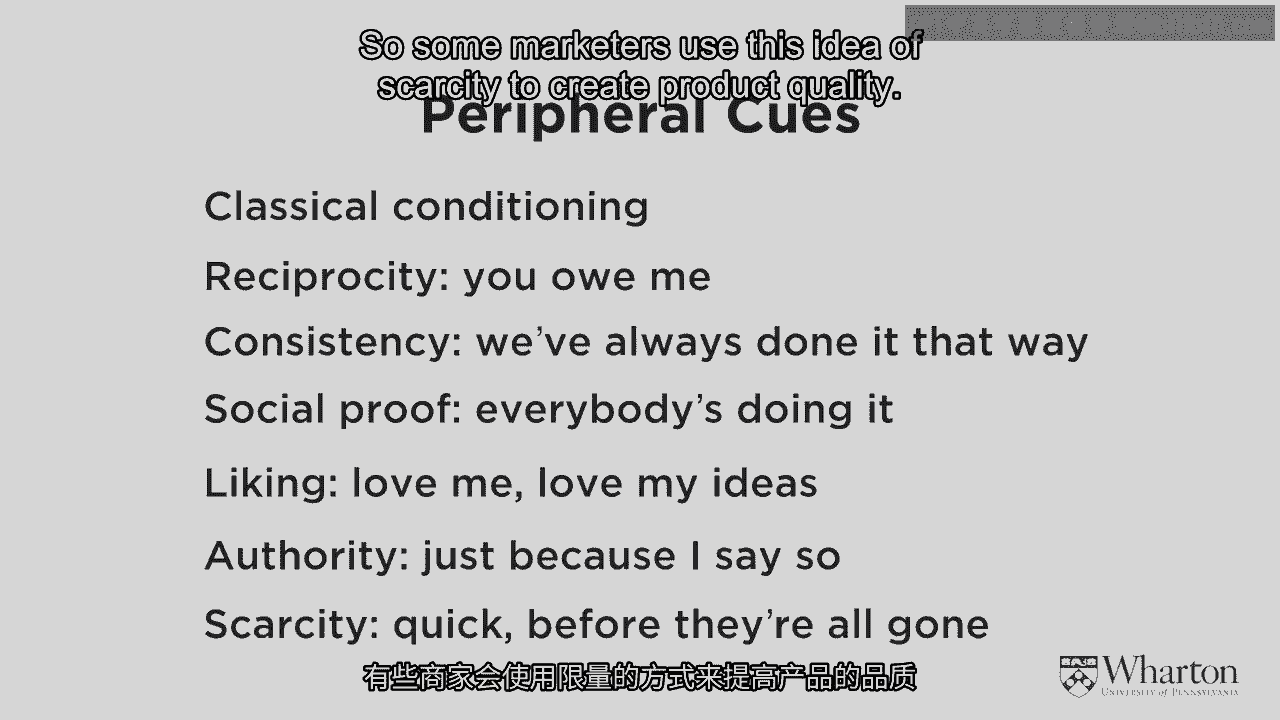 So some marketers use this idea of
scarcity to create product quality.
Peripheral Cues
Classical conditioning
Reciprocity: you owe me
Consistency: we’ve always done it that way
Social proof: everybody’s doing it
Liking: love me, love my ideas
Authority: just because I say so
Scarcity: quick, before they’re all gone
有些商家会使用限量的方式来提高产品的品质
Wharton
UNIVERSITY of PENNSYLVANIA